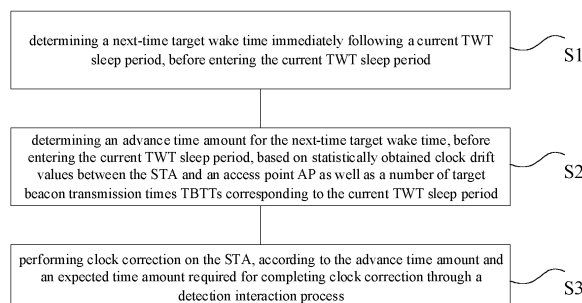 determining a next-time target wake time immediately following a current TWT
sleep period, before entering the current TWT sleep period
S1
determining an advance time amount for the next-time target wake time, before
entering the current TWT sleep period, based on statistically obtained clock drift
values between the STA and an access point AP as well as a number of target
beacon transmission times TBTTs corresponding to the current TWT sleep period
S2
performing clock correction on the STA, according to the advance time amount and
an expected time amount required for completing clock correction through a
detection interaction process
S3